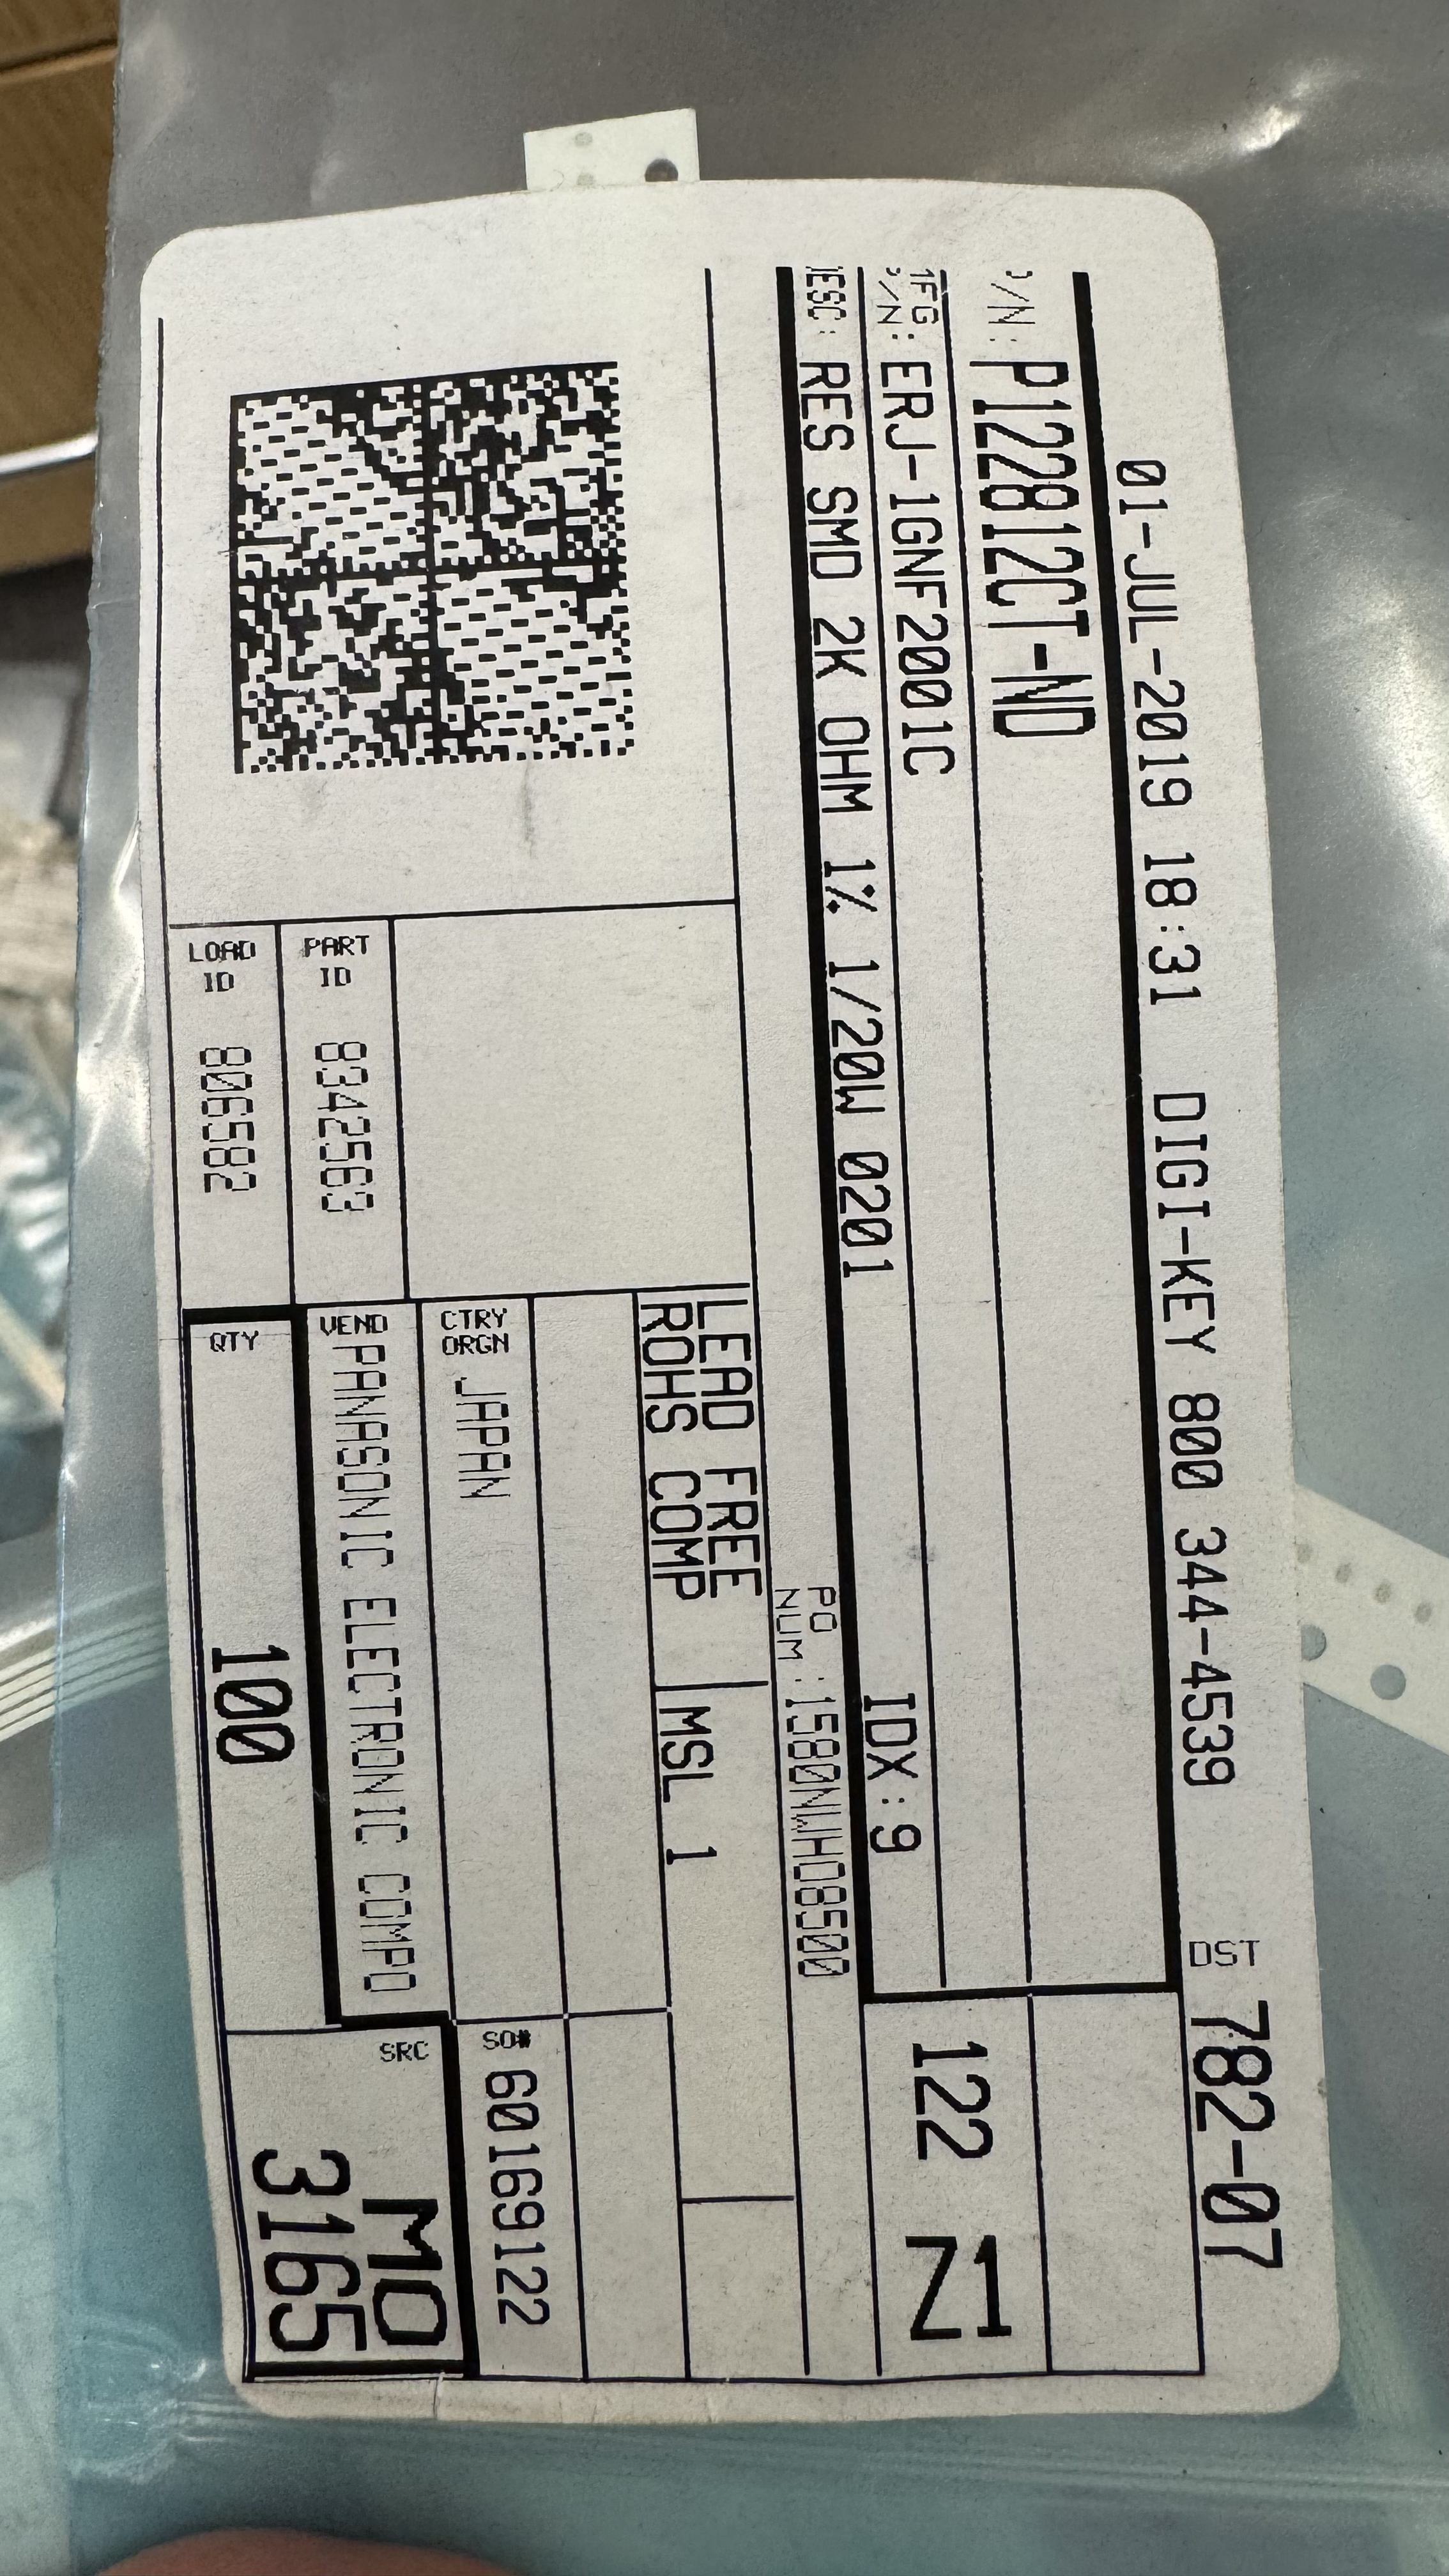 01-JUL-2019 18:31 DIGI-KEY 800 344-4539 DST 782-07
P/N: P122812CT-ND
MFG P/N: ERJ-1GNF2001C 122 Z1
DESC: RES SMD 2K OHM 1% 1/20W 0201 IDX:9
PO NUM :1580NWHO8500
LEAD FREE
ROHS COMP MSL 1
CTRY ORGN JAPAN SO# 60169122
PART ID 8342563 VEND PANASONIC ELECTRONIC COMPO
LOAD ID 806582 QTY 100 SRC MO
3165